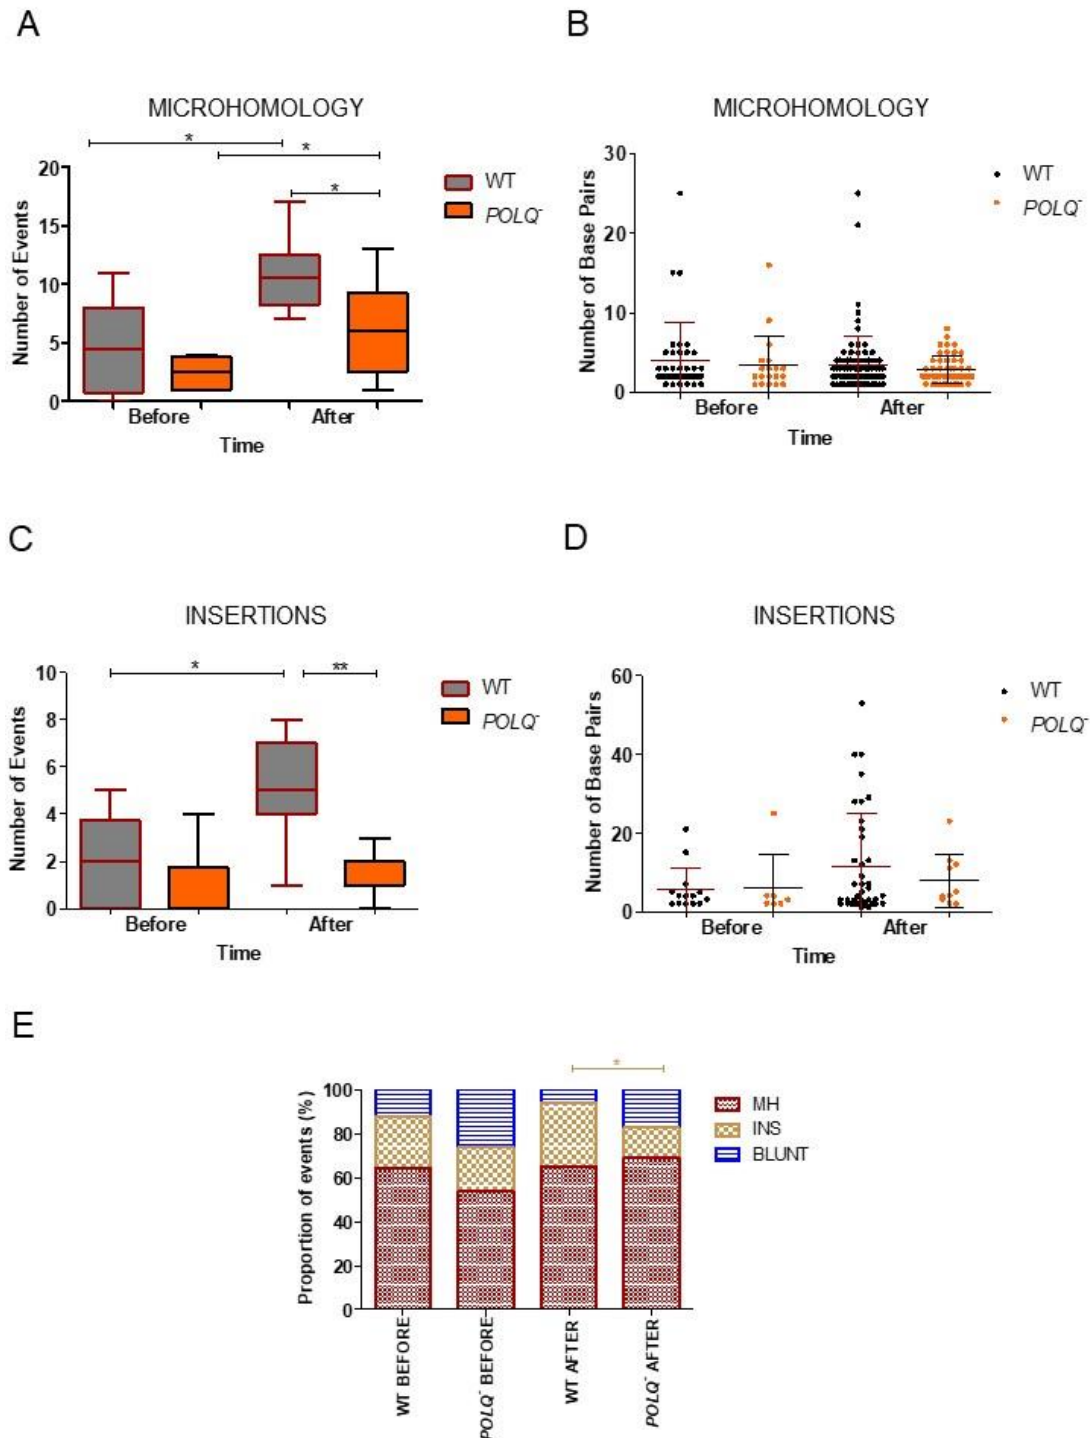 A
MICROHOMOLOGY
*
*
*
20
15
10
5
0
Number of Events
Before
After
Time
WT
POLQ-
B
MICROHOMOLOGY
30
20
10
0
Number of Base Pairs
Before
After
Time
WT
POLQ-
C
INSERTIONS
*
**
10
8
6
4
2
0
Number of Events
Before
After
Time
WT
POLQ-
D
INSERTIONS
60
40
20
0
Number of Base Pairs
Before
After
Time
WT
POLQ-
E
*
100
80
60
40
20
0
Proportion of events (%)
WT BEFORE
POLQ- BEFORE
WT AFTER
POLQ- AFTER
MH
INS
BLUNT